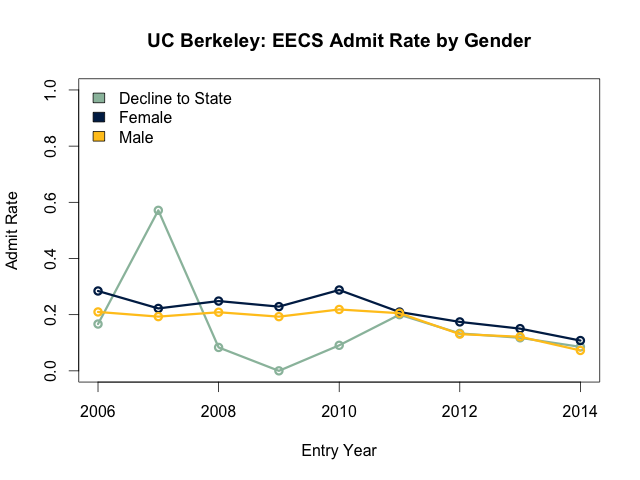 UC Berkeley: EECS Admit Rate by Gender
Decline to State
Female
Male
Admit Rate
1.0
0.8
0.6
0.4
0.2
0.0
2006 2008 2010 2012 2014
Entry Year